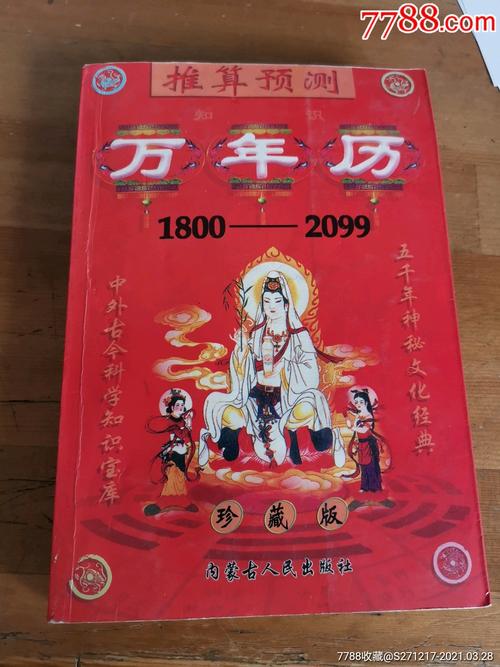 7788.com
推算预测
知识
万年历
1800——2099
中外古今科学知识宝库
五千年神秘文化经典
珍藏版
内蒙古人民出版社
7788收藏@S271217-2021.03.28